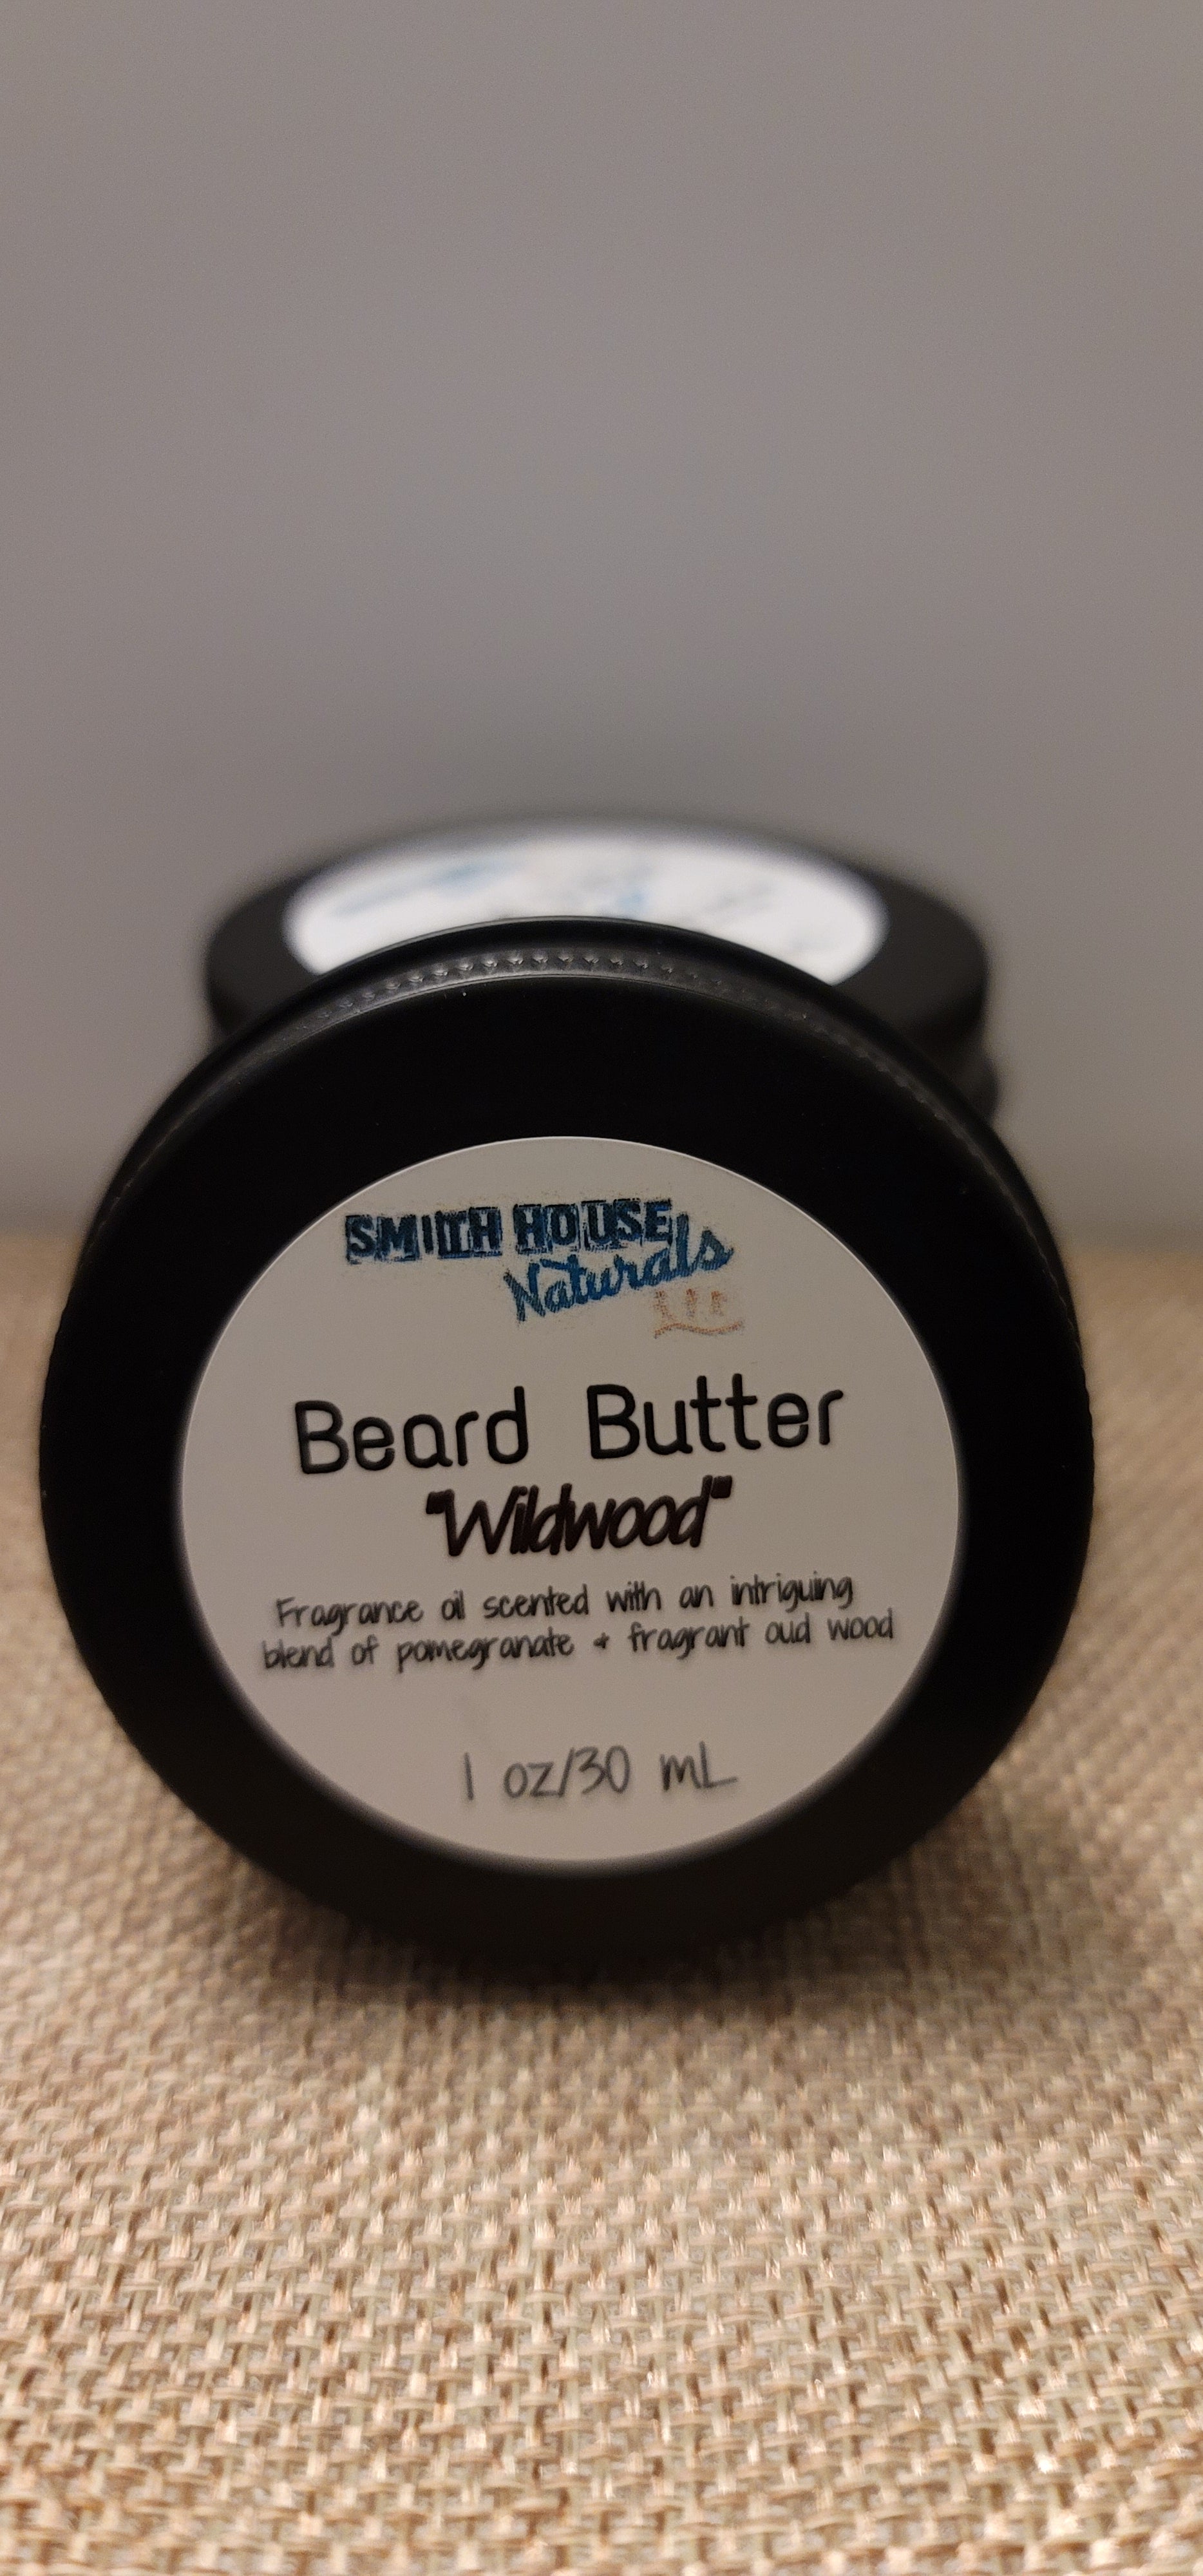 SMITH HOUSE
Naturals
Beard Butter
"Wildwood"
Fragrance oil scented with an intriguing
blend of pomegranate + fragrant oud wood
1 oz/30 mL